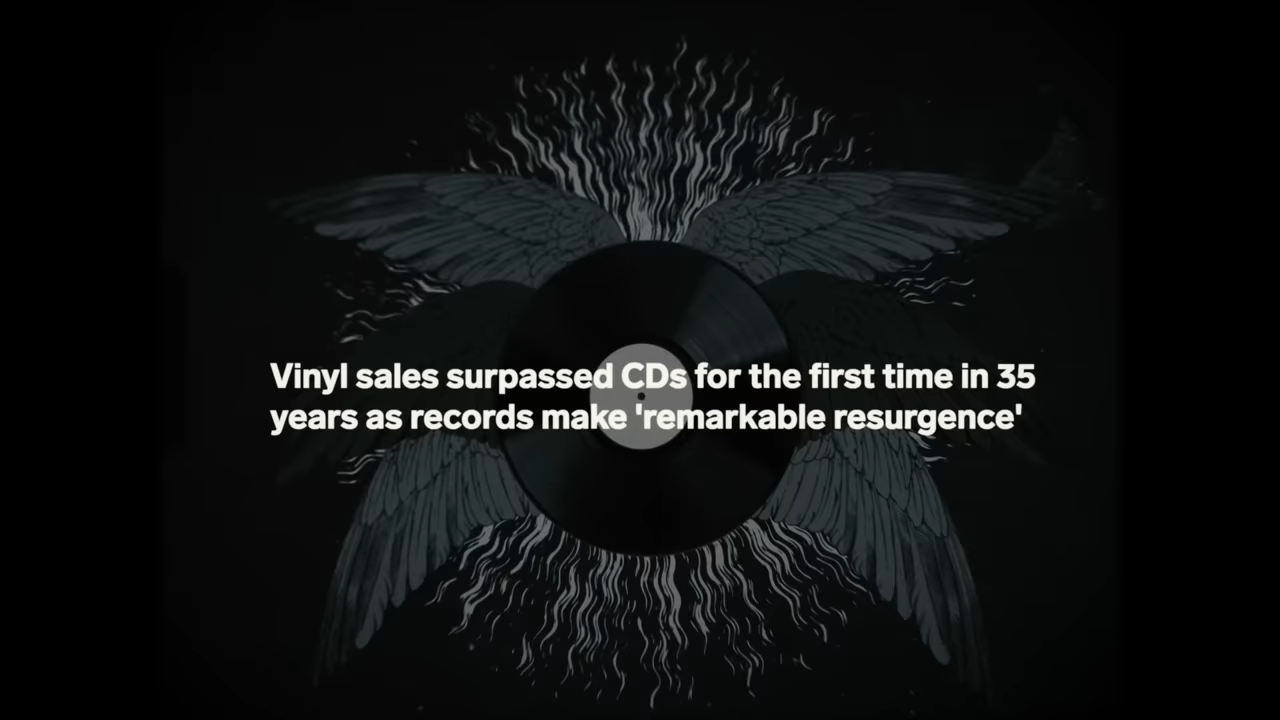 Vinyl sales surpassed CDs for the first time in 35
years as records make 'remarkable resurgence'